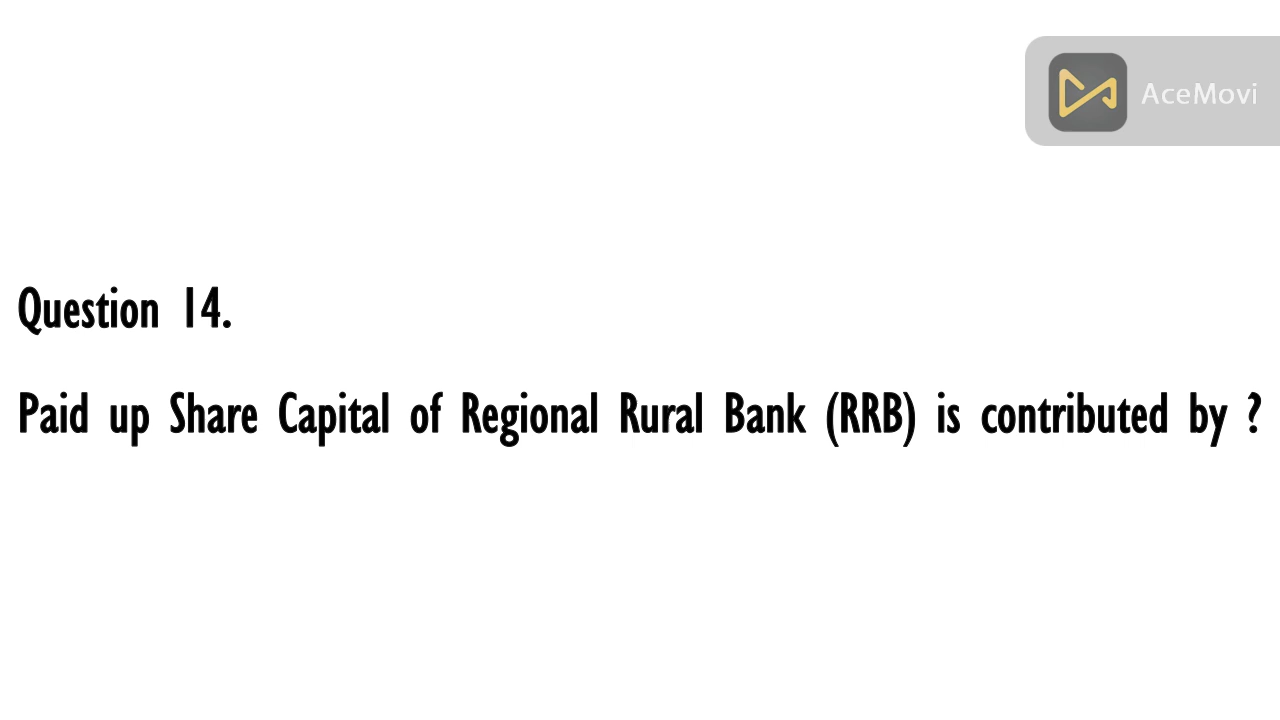 AceMovi
Question 14.
Paid up Share Capital of Regional Rural Bank (RRB) is contributed by ?